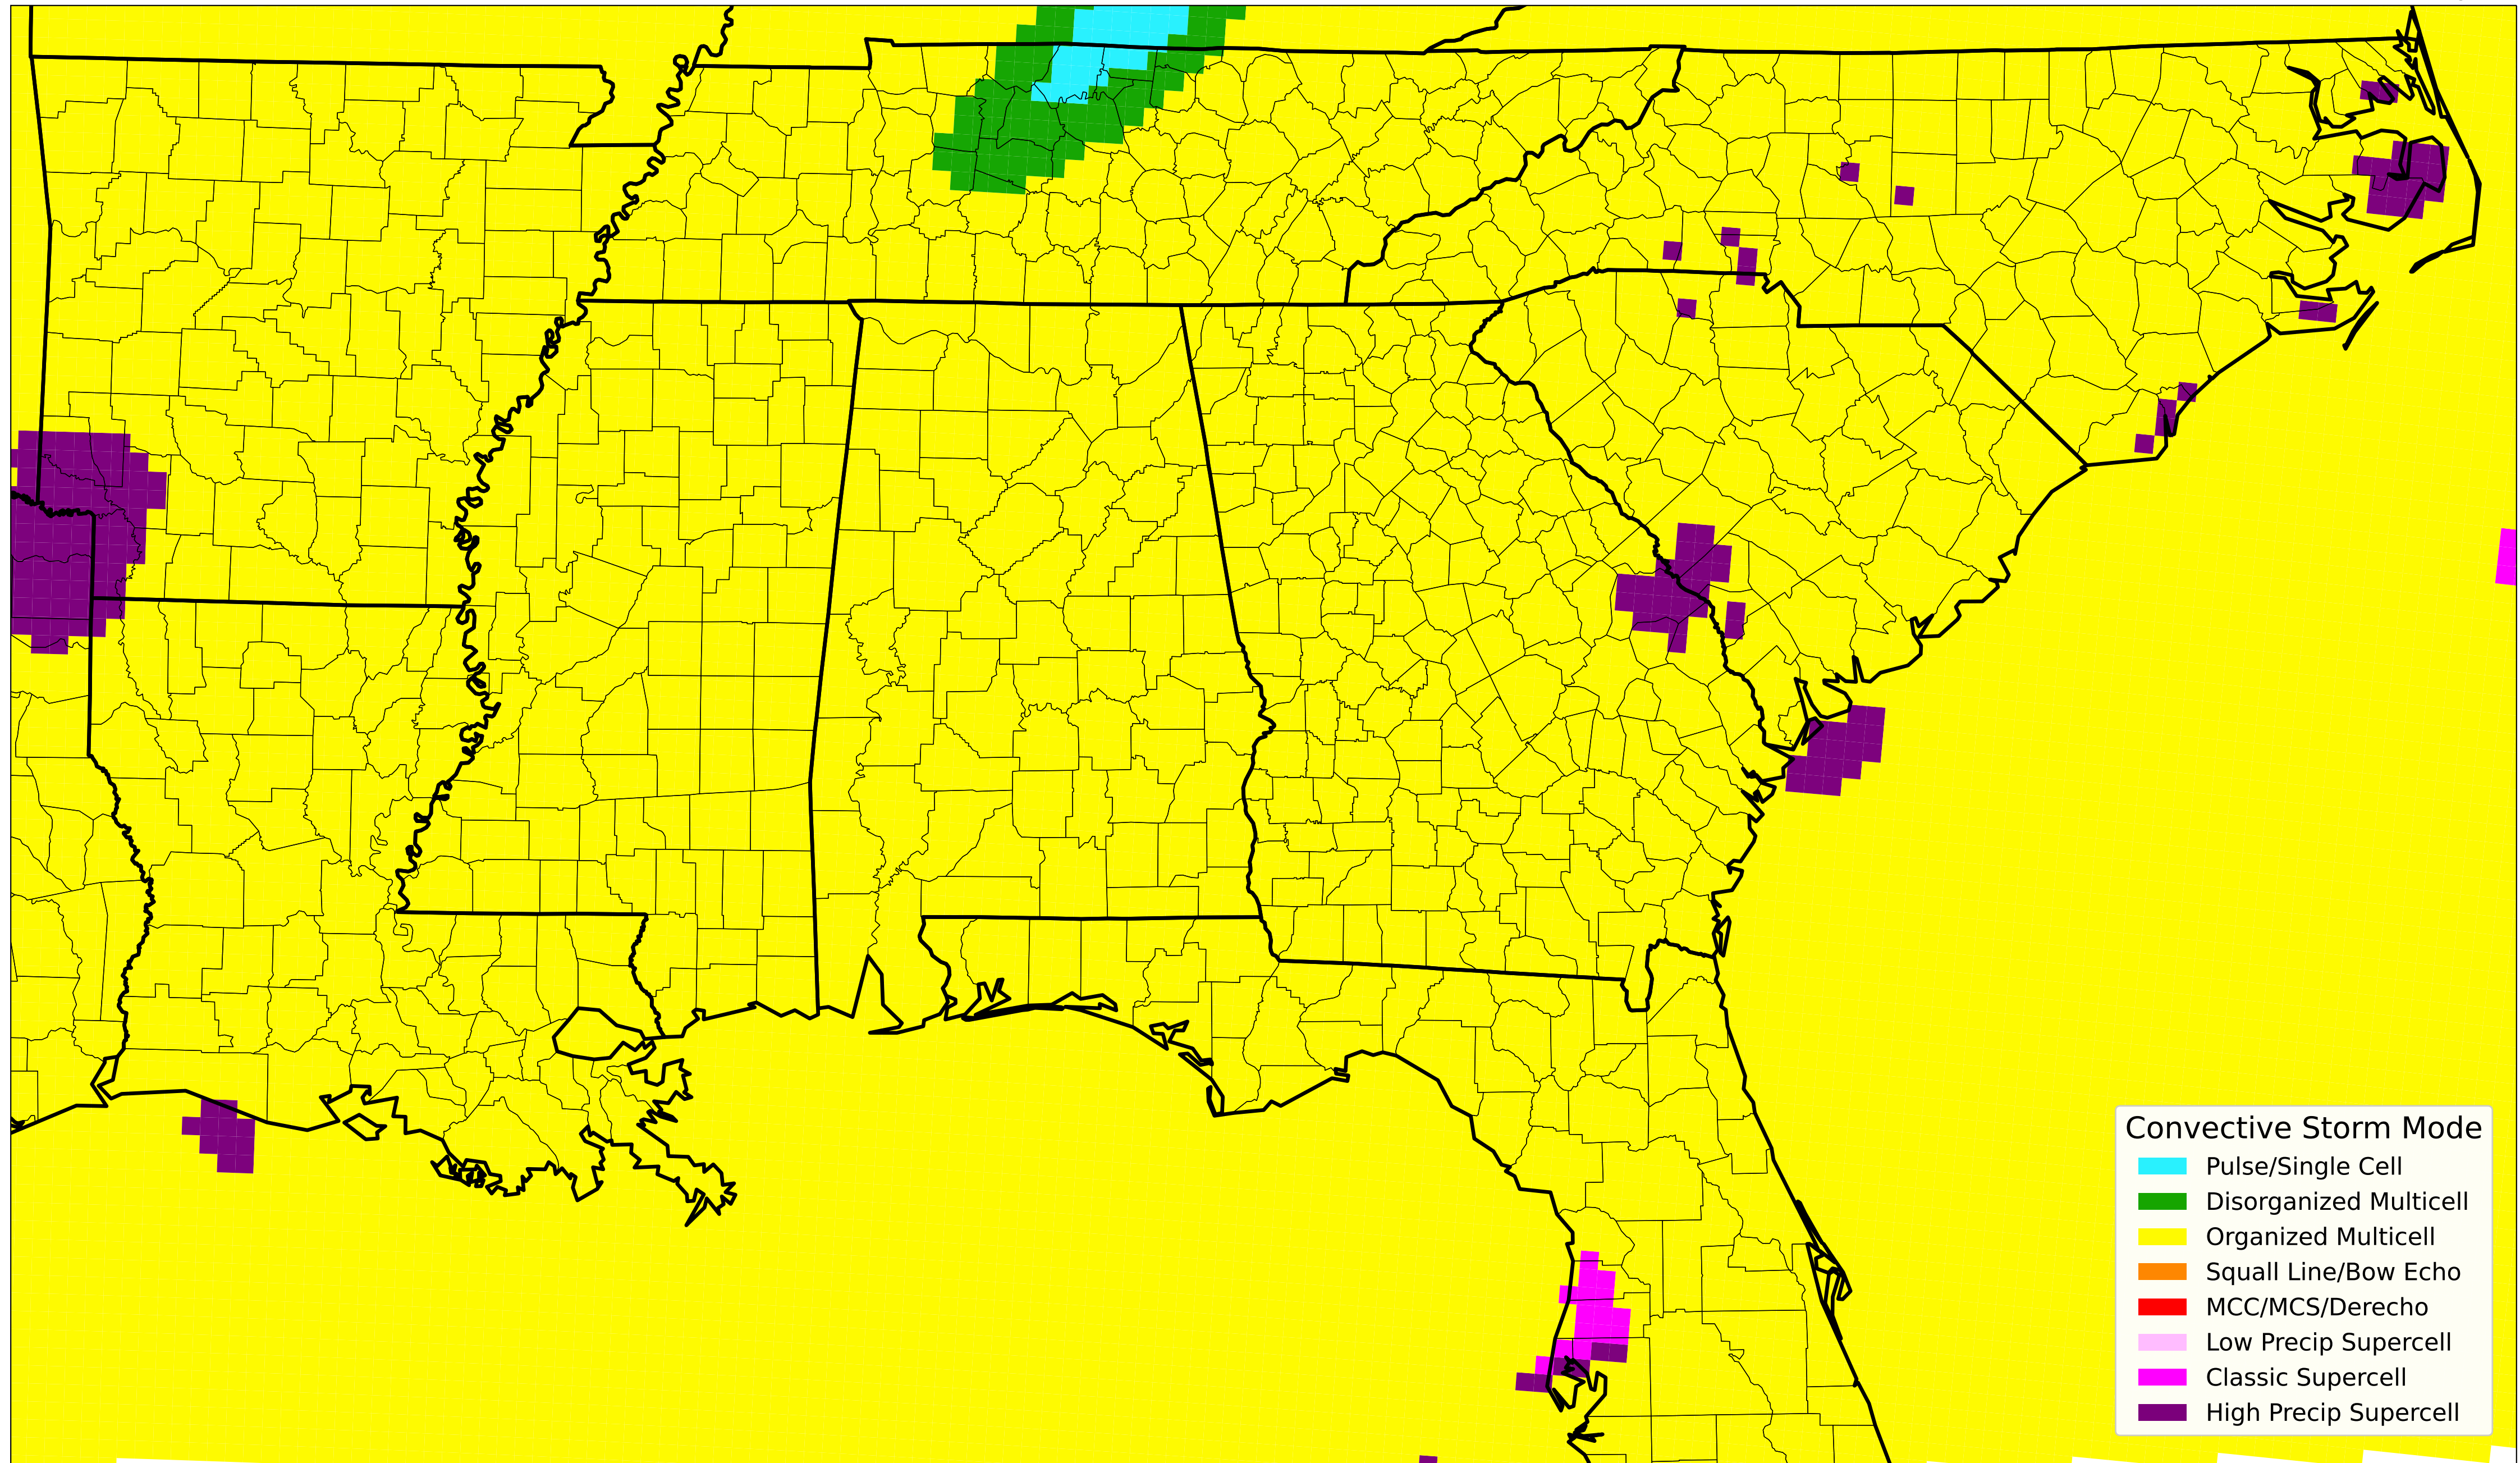 Convective Storm Mode
Pulse/Single Cell
Disorganized Multicell
Organized Multicell
Squall Line/Bow Echo
MCC/MCS/Derecho
Low Precip Supercell
Classic Supercell
High Precip Supercell